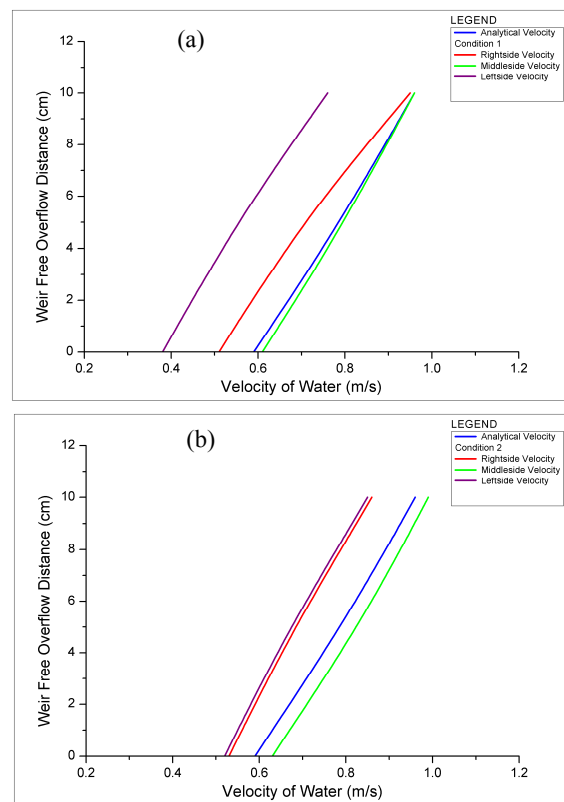 (a)
LEGEND
Analytical Velocity
Condition 1
Rightside Velocity
Middleside Velocity
Leftside Velocity
12
10
8
6
4
2
0
Weir Free Overflow Distance (cm)
0.2 0.4 0.6 0.8 1.0 1.2
Velocity of Water (m/s)
(b)
LEGEND
Analytical Velocity
Condition 2
Rightside Velocity
Middleside Velocity
Leftside Velocity
12
10
8
6
4
2
0
Weir Free Overflow Distance (cm)
0.2 0.4 0.6 0.8 1.0 1.2
Velocity of Water (m/s)